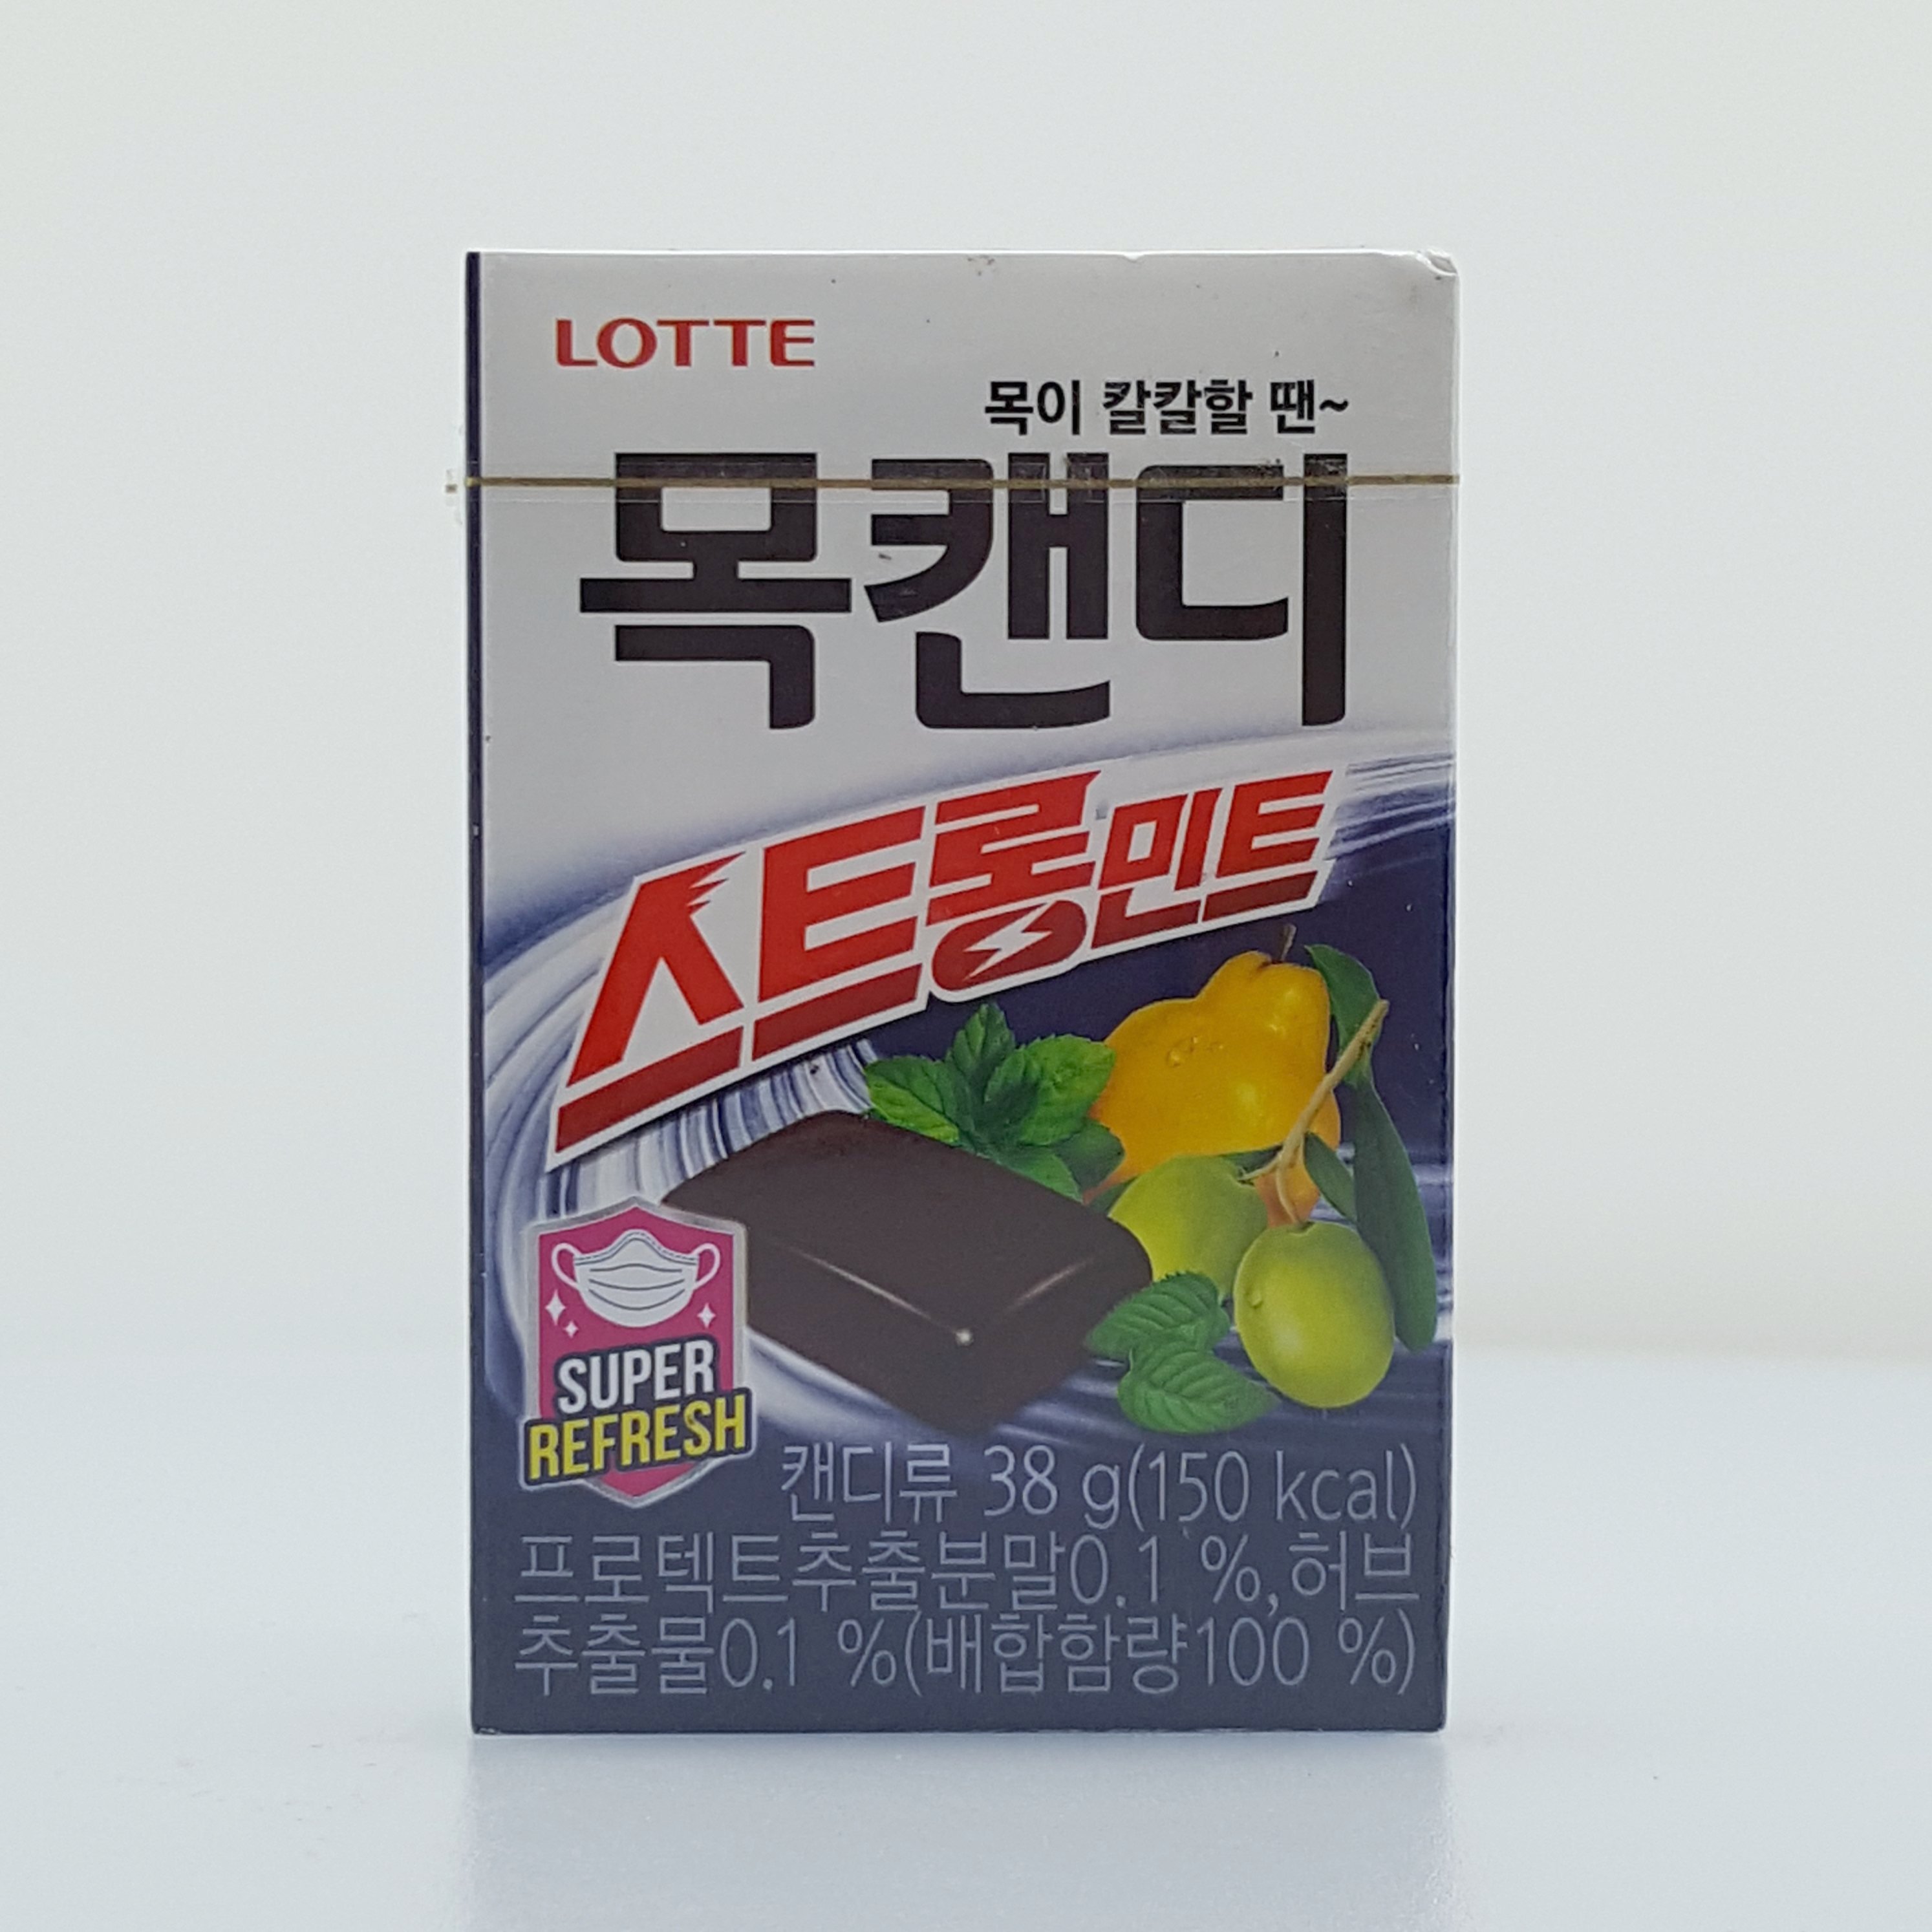 LOTTE
목이 칼칼할 땐~
목캔디
스트롱민트
SUPER
REFRESH
캔디류 38 g(150 kcal)
프로텍트추출분말0.1 %, 허브
추출물0.1 %(배합함량100 %)